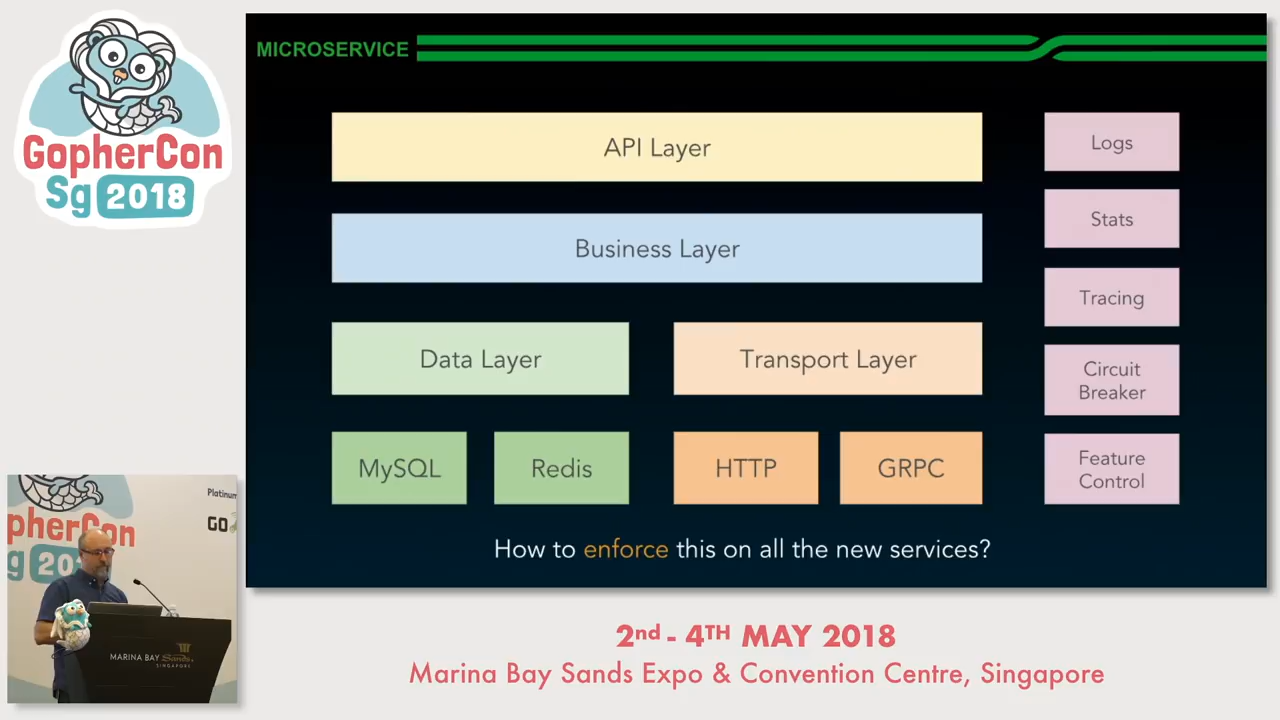 GopherCon
Sg 2018
MICROSERVICE
API Layer
Logs
Business Layer
Stats
Tracing
Data Layer
Transport Layer
Circuit
Breaker
MySQL
Redis
HTTP
GRPC
Feature
Control
How to enforce this on all the new services?
Platinum
GO
pherCon
g 20
MARINA BAY Sands
SINGAPORE
2nd - 4TH MAY 2018
Marina Bay Sands Expo & Convention Centre, Singapore